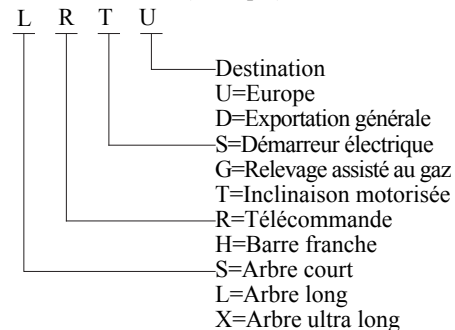 L R T U
Destination
U=Europe
D=Exportation générale
S=Démarreur électrique
G=Relevage assisté au gaz
T=Inclinaison motorisée
R=Télécommande
H=Barre franche
S=Arbre court
L=Arbre long
X=Arbre ultra long